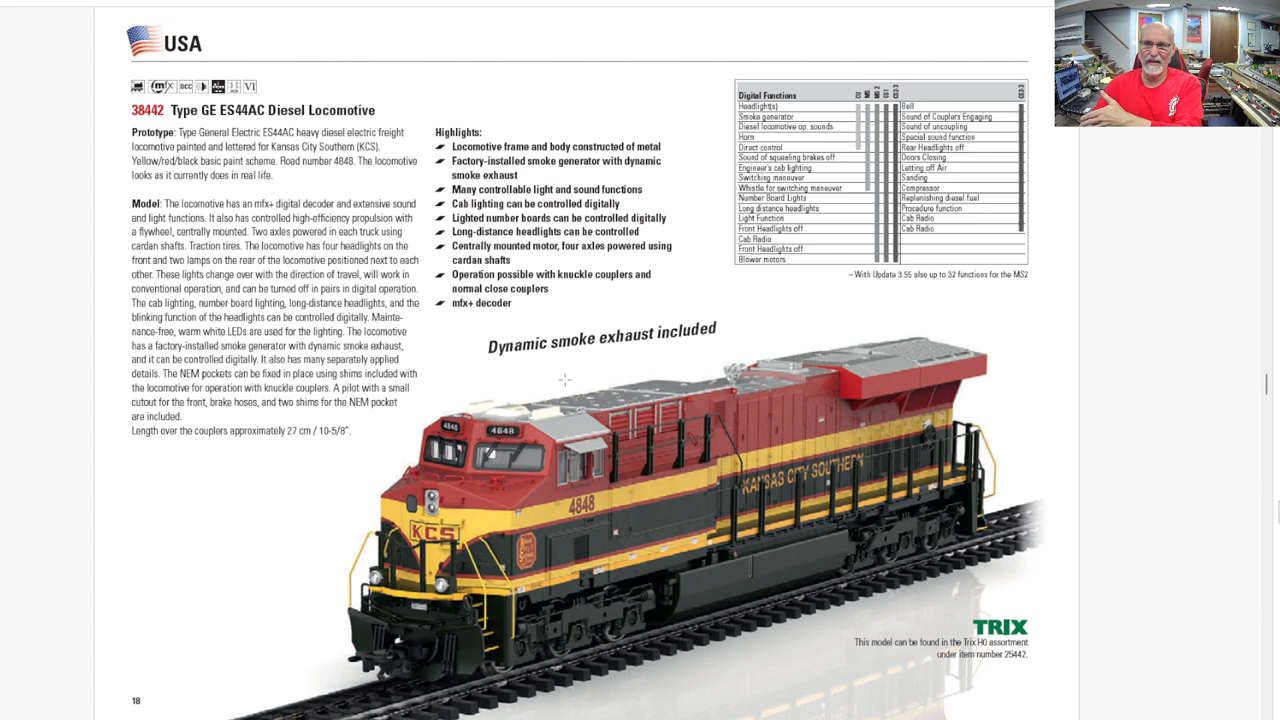 USA
mfx DCC VI
38442 Type GE ES44AC Diesel Locomotive
Prototype: Type General Electric ES44AC heavy diesel electric freight
locomotive painted and lettered for Kansas City Southern (KCS).
Yellow/red/black basic paint scheme. Road number 4848. The locomotive
looks as it currently does in real life.
Model: The locomotive has an mfx+ digital decoder and extensive sound
and light functions. It also has controlled high-efficiency propulsion with
a flywheel, centrally mounted. Two axles powered in each truck using
cardan shafts. Traction tires. The locomotive has four headlights on the
front and two lamps on the rear of the locomotive positioned next to each
other. These lights change over with the direction of travel, will work in
conventional operation, and can be turned off in pairs in digital operation.
The cab lighting, number board lighting, long-distance headlights, and the
blinking function of the headlights can be controlled digitally. Mainte-
nance-free, warm white LEDs are used for the lighting. The locomotive
has a factory-installed smoke generator with dynamic smoke exhaust,
and it can be controlled digitally. It also has many separately applied
details. The NEM pockets can be fixed in place using shims included with
the locomotive for operation with knuckle couplers. A pilot with a small
cutout for the front, brake hoses, and two shims for the NEM pocket
are included.
Length over the couplers approximately 27 cm / 10-5/8".
Highlights:
Locomotive frame and body constructed of metal
Factory-installed smoke generator with dynamic
smoke exhaust
Many controllable light and sound functions
Cab lighting can be controlled digitally
Lighted number boards can be controlled digitally
Long-distance headlights can be controlled
Centrally mounted motor, four axles powered using
cardan shafts
Operation possible with knuckle couplers and
normal close couplers
mfx+ decoder
Digital Functions CU MS MS 2 CS1 CS2-3
Headlight(s)
Smoke generator
Diesel locomotive op. sounds
Horn
Direct control
Sound of squealing brakes off
Engineer's cab lighting
Switching maneuver
Whistle for switching maneuver
Number Board Lights
Long distance headlights
Light Function
Front Headlights off
Cab Radio
Front Headlights off
Blower motors
CS2-3
Bell
Sound of Couplers Engaging
Sound of uncoupling
Special sound function
Rear Headlights off
Doors Closing
Letting off Air
Sanding
Compressor
Replenishing diesel fuel
Procedure function
Cab Radio
Cab Radio
– With Update 3.55 also up to 32 functions for the MS2
Dynamic smoke exhaust included
4848
4848
4848
KCS
KANSAS CITY SOUTHERN
TRIX
This model can be found in the Trix H0 assortment
under item number 25442.
18